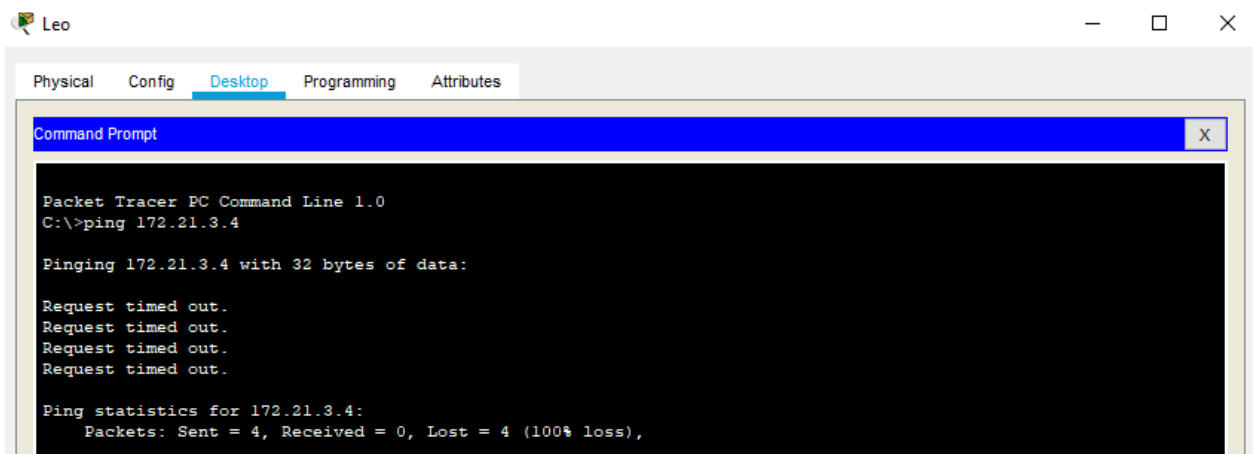 Leo
Physical Config Desktop Programming Attributes
Command Prompt
X
Packet Tracer PC Command Line 1.0
C:\>ping 172.21.3.4
Pinging 172.21.3.4 with 32 bytes of data:
Request timed out.
Request timed out.
Request timed out.
Request timed out.
Ping statistics for 172.21.3.4:
Packets: Sent = 4, Received = 0, Lost = 4 (100% loss),